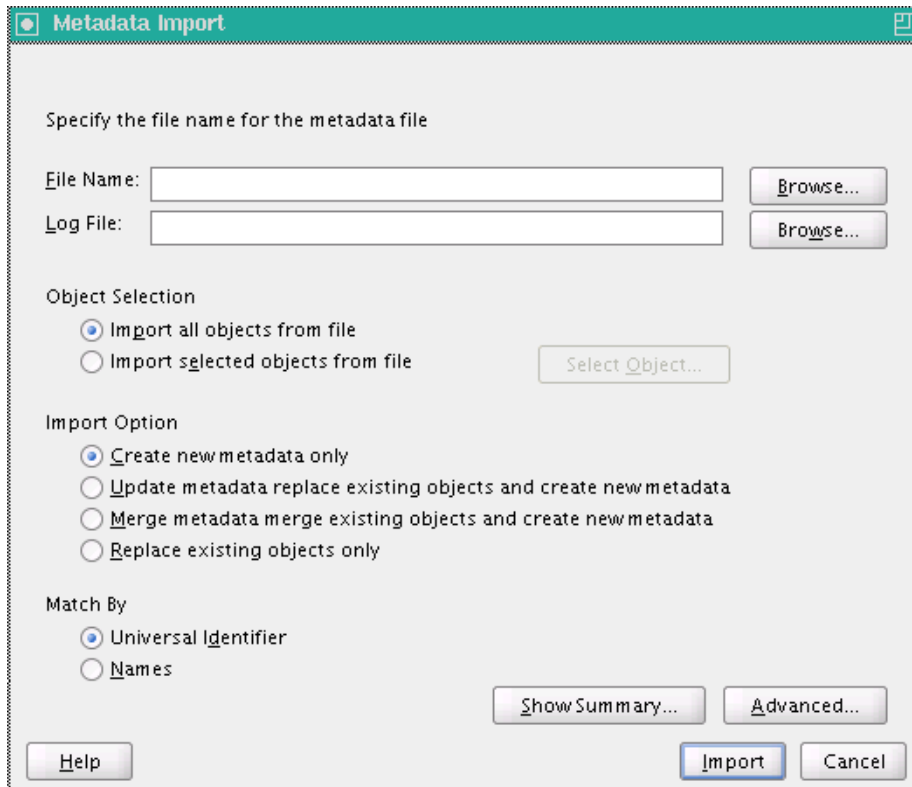 Metadata Import
Specify the file name for the metadata file
File Name:
Browse...
Log File:
Browse...
Object Selection
Import all objects from file
Import selected objects from file
Select Object...
Import Option
Create new metadata only
Update metadata replace existing objects and create new metadata
Merge metadata merge existing objects and create new metadata
Replace existing objects only
Match By
Universal Identifier
Names
Show Summary...
Advanced...
Help
Import
Cancel